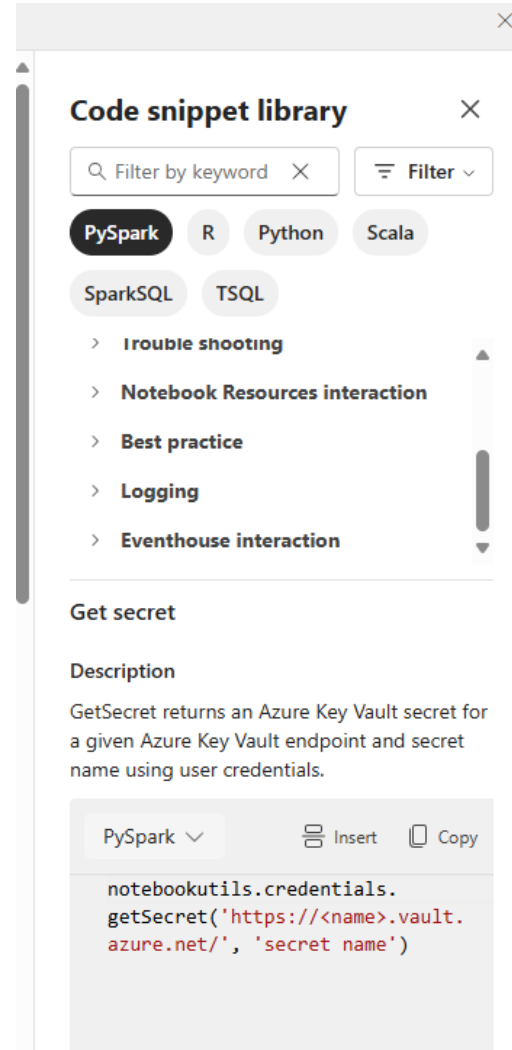 Code snippet library
Filter by keyword
Filter
PySpark R Python Scala
SparkSQL TSQL
Trouble shooting
Notebook Resources interaction
Best practice
Logging
Eventhouse interaction
Get secret
Description
GetSecret returns an Azure Key Vault secret for
a given Azure Key Vault endpoint and secret
name using user credentials.
PySpark Insert Copy
notebookutils.credentials.
getSecret('https://<name>.vault.
azure.net/', 'secret name')